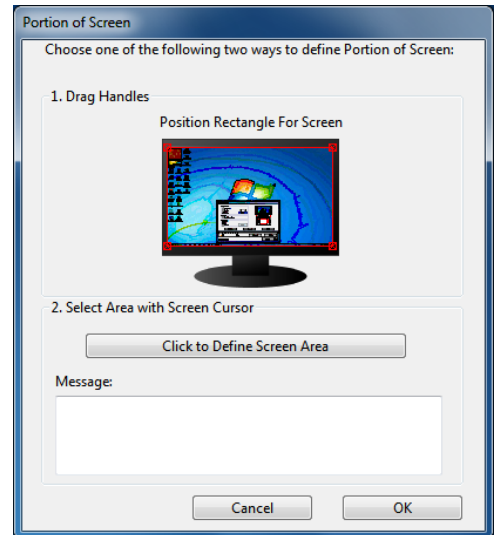 Portion of Screen
Choose one of the following two ways to define Portion of Screen:
1. Drag Handles
Position Rectangle For Screen
2. Select Area with Screen Cursor
Click to Define Screen Area
Message:
Cancel
OK